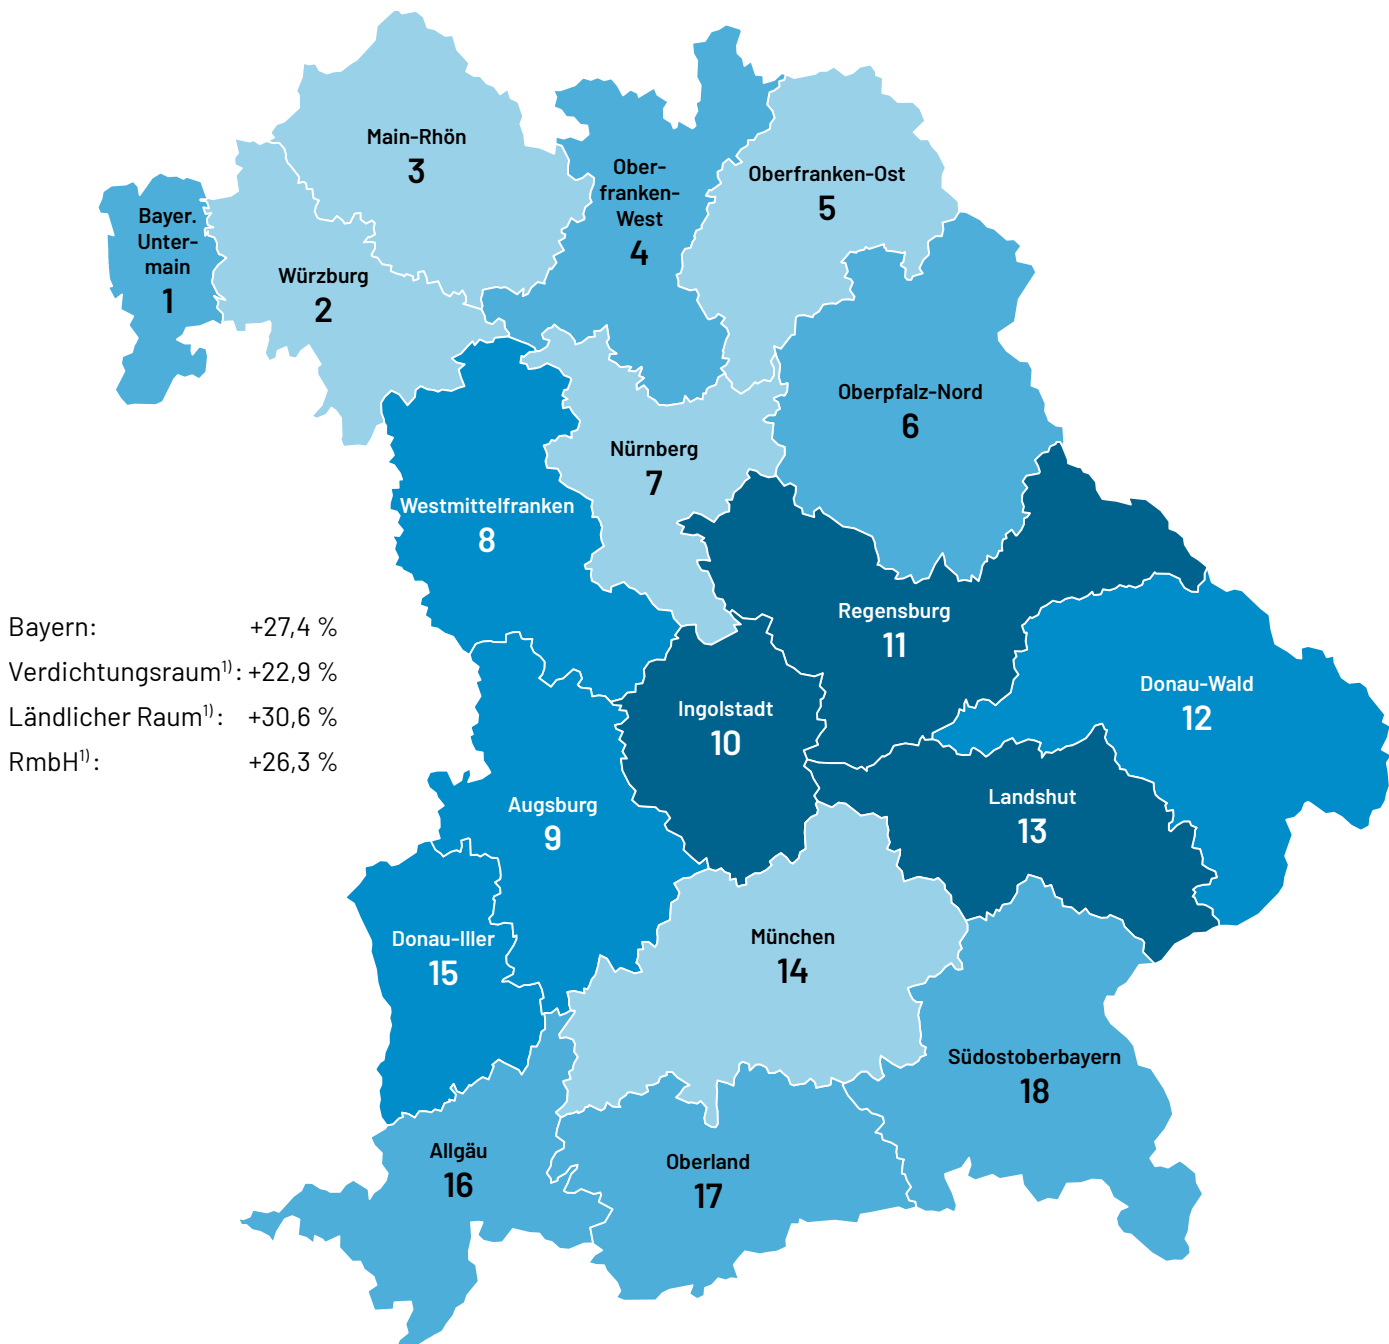 Main-Rhön
3
Ober-
franken-
West
4
Oberfranken-Ost
5
Bayer.
Unter-
main
1
Würzburg
2
Oberpfalz-Nord
6
Nürnberg
7
Westmittelfranken
8
Regensburg
11
Bayern: +27,4 %
Verdichtungsraum¹⁾: +22,9 %
Ländlicher Raum¹⁾: +30,6 %
RmbH¹⁾: +26,3 %
Ingolstadt
10
Donau-Wald
12
Augsburg
9
Landshut
13
Donau-Iller
15
München
14
Südostoberbayern
18
Allgäu
16
Oberland
17